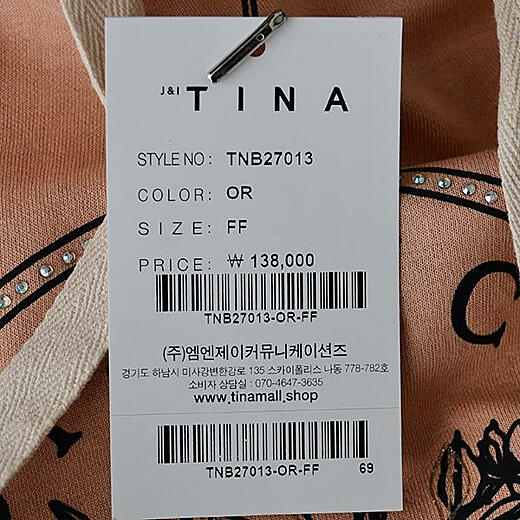 J&I TINA
STYLE NO: TNB27013
COLOR: OR
SIZE: FF
PRICE: ₩ 138,000
TNB27013-OR-FF
(주)엠엔제이커뮤니케이션즈
경기도 하남시 미사강변한강로 135 스카이폴리스 나동 778-782호
소비자 상담실 : 070-4647-3635
www.tinamall.shop
TNB27013-OR-FF 69
C